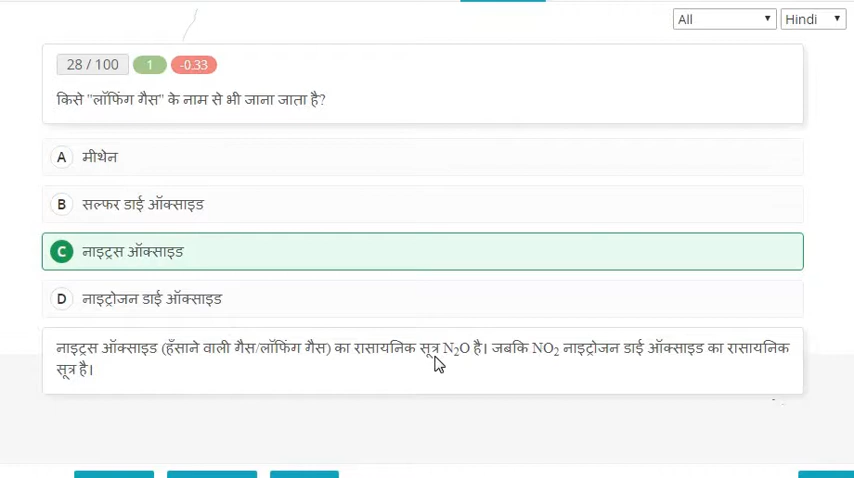 All Hindi
28 / 100 1 -0.33
किसे "लॉफिंग गैस" के नाम से भी जाना जाता है?
A मीथेन
B सल्फर डाई ऑक्साइड
C नाइट्रस ऑक्साइड
D नाइट्रोजन डाई ऑक्साइड
नाइट्रस ऑक्साइड (हँसाने वाली गैस/लॉफिंग गैस) का रासायनिक सूत्र N₂O है। जबकि NO₂ नाइट्रोजन डाई ऑक्साइड का रासायनिक
सूत्र है।